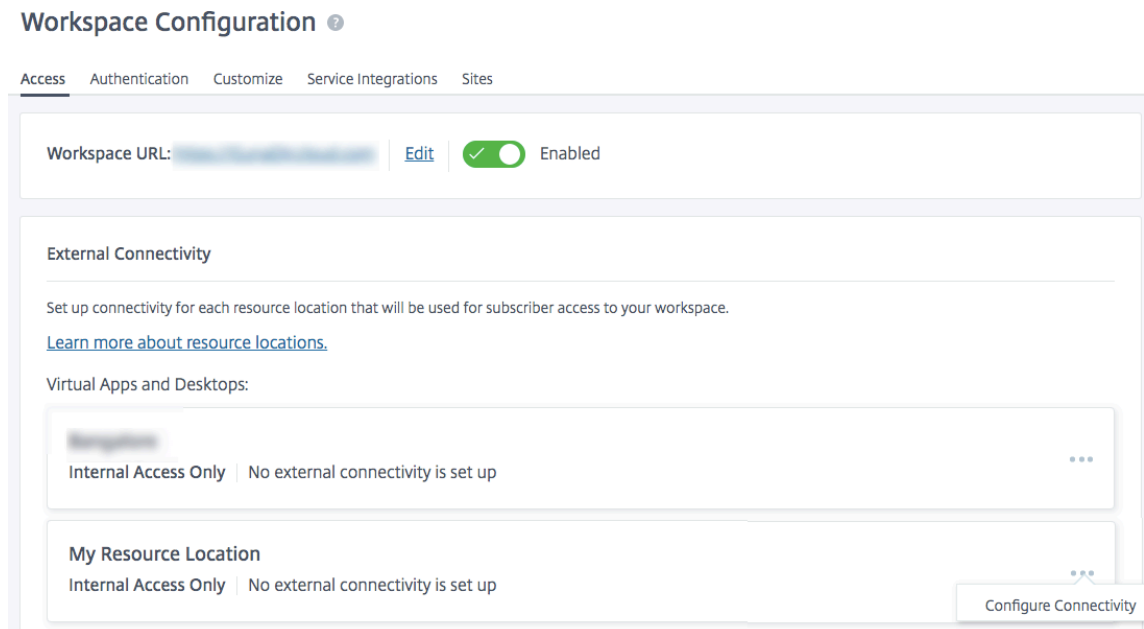 Workspace Configuration ?
Access Authentication Customize Service Integrations Sites
Workspace URL: Edit Enabled
External Connectivity
Set up connectivity for each resource location that will be used for subscriber access to your workspace.
Learn more about resource locations.
Virtual Apps and Desktops:
Internal Access Only No external connectivity is set up
My Resource Location
Internal Access Only No external connectivity is set up
Configure Connectivity